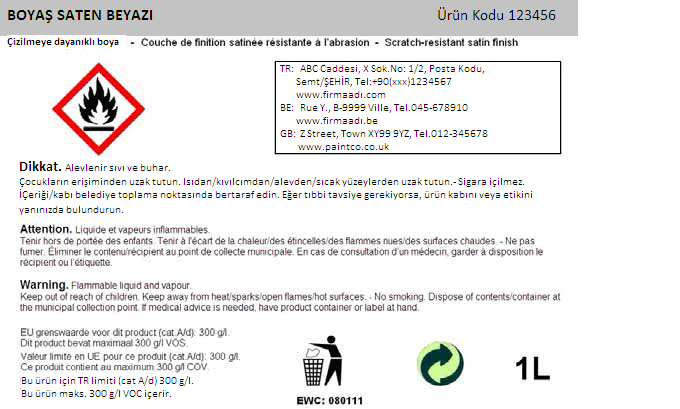 BOYAŞ SATEN BEYAZI
Ürün Kodu 123456
Çizilmeye dayanıklı boya - Couche de finition satinée résistante à l'abrasion - Scratch-resistant satin finish
TR: ABC Caddesi, X Sok.No: 1/2, Posta Kodu,
Semt/ŞEHİR, Tel:+90(xxx)1234567
www.firmaadı.com
BE: Rue Y., B-9999 Ville, Tel.045-678910
www.firmaadı.be
GB: Z Street, Town XY99 9YZ, Tel.012-345678
www.paintco.co.uk
Dikkat. Alevlenir sıvı ve buhar.
Çocukların erişiminden uzak tutun. Isıdan/kıvılcımdan/alevden/sıcak yüzeylerden uzak tutun.- Sigara içilmez.
İÇeriği/kabı belediye toplama noktasında bertaraf edin. Eğer tıbbi tavsiye gerekiyorsa, ürün kabını veya etikini
yanınızda bulundurun.
Attention. Liquide et vapeurs inflammables.
Tenir hors de portée des enfants. Tenir à l'écart de la chaleur/des étincelles/des flammes nues/des surfaces chaudes. - Ne pas
fumer. Éliminer le contenu/récipient au point de collecte municipale. En cas de consultation d'un médecin, garder à disposition le
récipient ou l'étiquette.
Warning. Flammable liquid and vapour.
Keep out of reach of children. Keep away from heat/sparks/open flames/hot surfaces. - No smoking. Dispose of contents/container at
the municipal collection point. If medical advice is needed, have product container or label at hand.
EU grenswaarde voor dit product (cat.A/d): 300 g/l.
Dit product bevat maximaal 300 g/l VOS.
Valeur limite en UE pour ce produit (cat.A/d): 300 g/l.
Ce produit contient au maximum 300 g/l COV.
Bu ürün için TR limiti (cat A/d) 300 g/l.
Bu ürün maks. 300 g/l VOC içerir.
EWC: 080111
1L